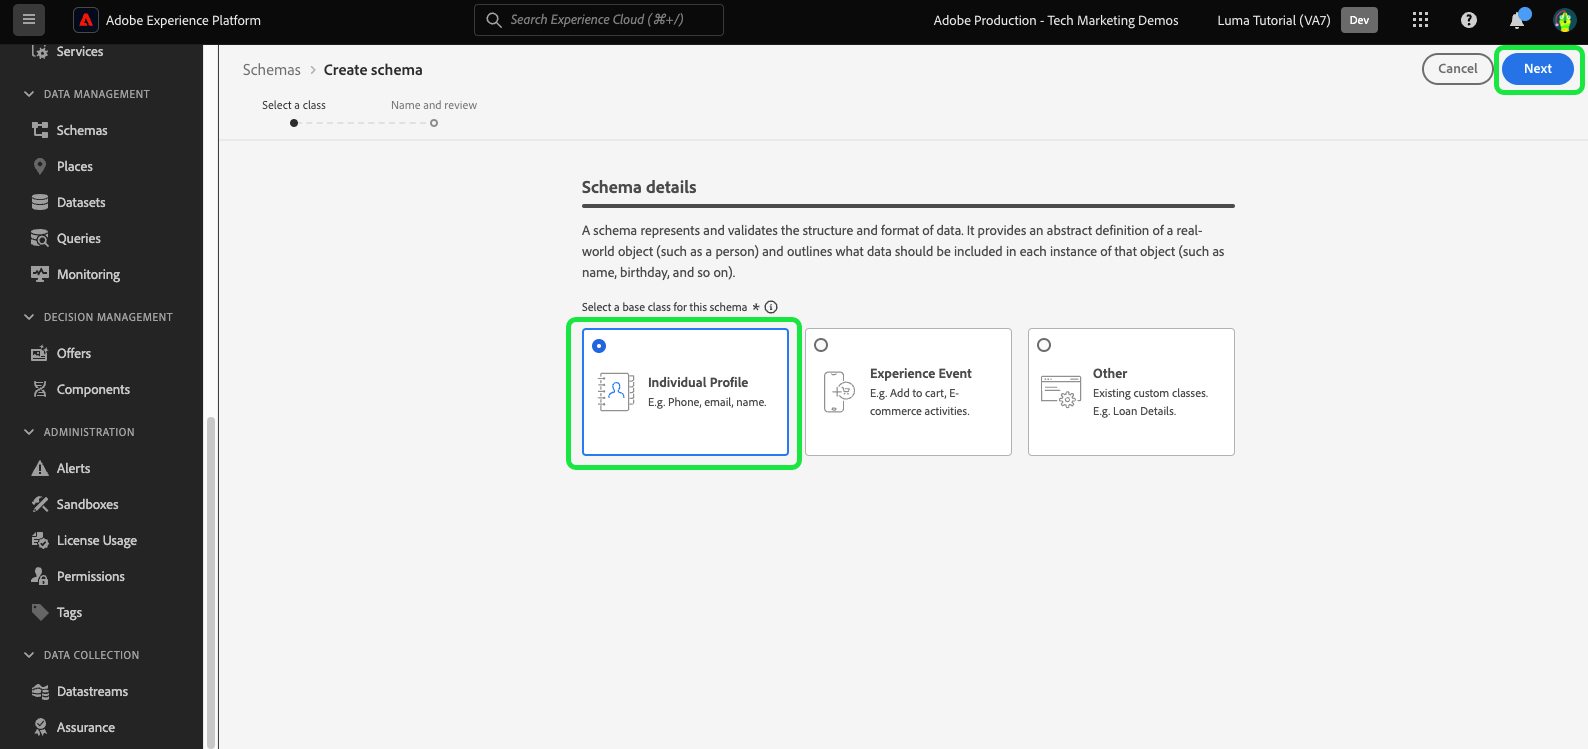 Adobe Experience Platform
Search Experience Cloud (⌘+/)
Adobe Production - Tech Marketing Demos
Luma Tutorial (VA7)
Dev
Services
DATA MANAGEMENT
Schemas
Places
Datasets
Queries
Monitoring
DECISION MANAGEMENT
Offers
Components
ADMINISTRATION
Alerts
Sandboxes
License Usage
Permissions
Tags
DATA COLLECTION
Datastreams
Assurance
Schemas > Create schema
Cancel
Next
Select a class
Name and review
Schema details
A schema represents and validates the structure and format of data. It provides an abstract definition of a real-
world object (such as a person) and outlines what data should be included in each instance of that object (such as
name, birthday, and so on).
Select a base class for this schema *
Individual Profile
E.g. Phone, email, name.
Experience Event
E.g. Add to cart, E-
commerce activities.
Other
Existing custom classes.
E.g. Loan Details.